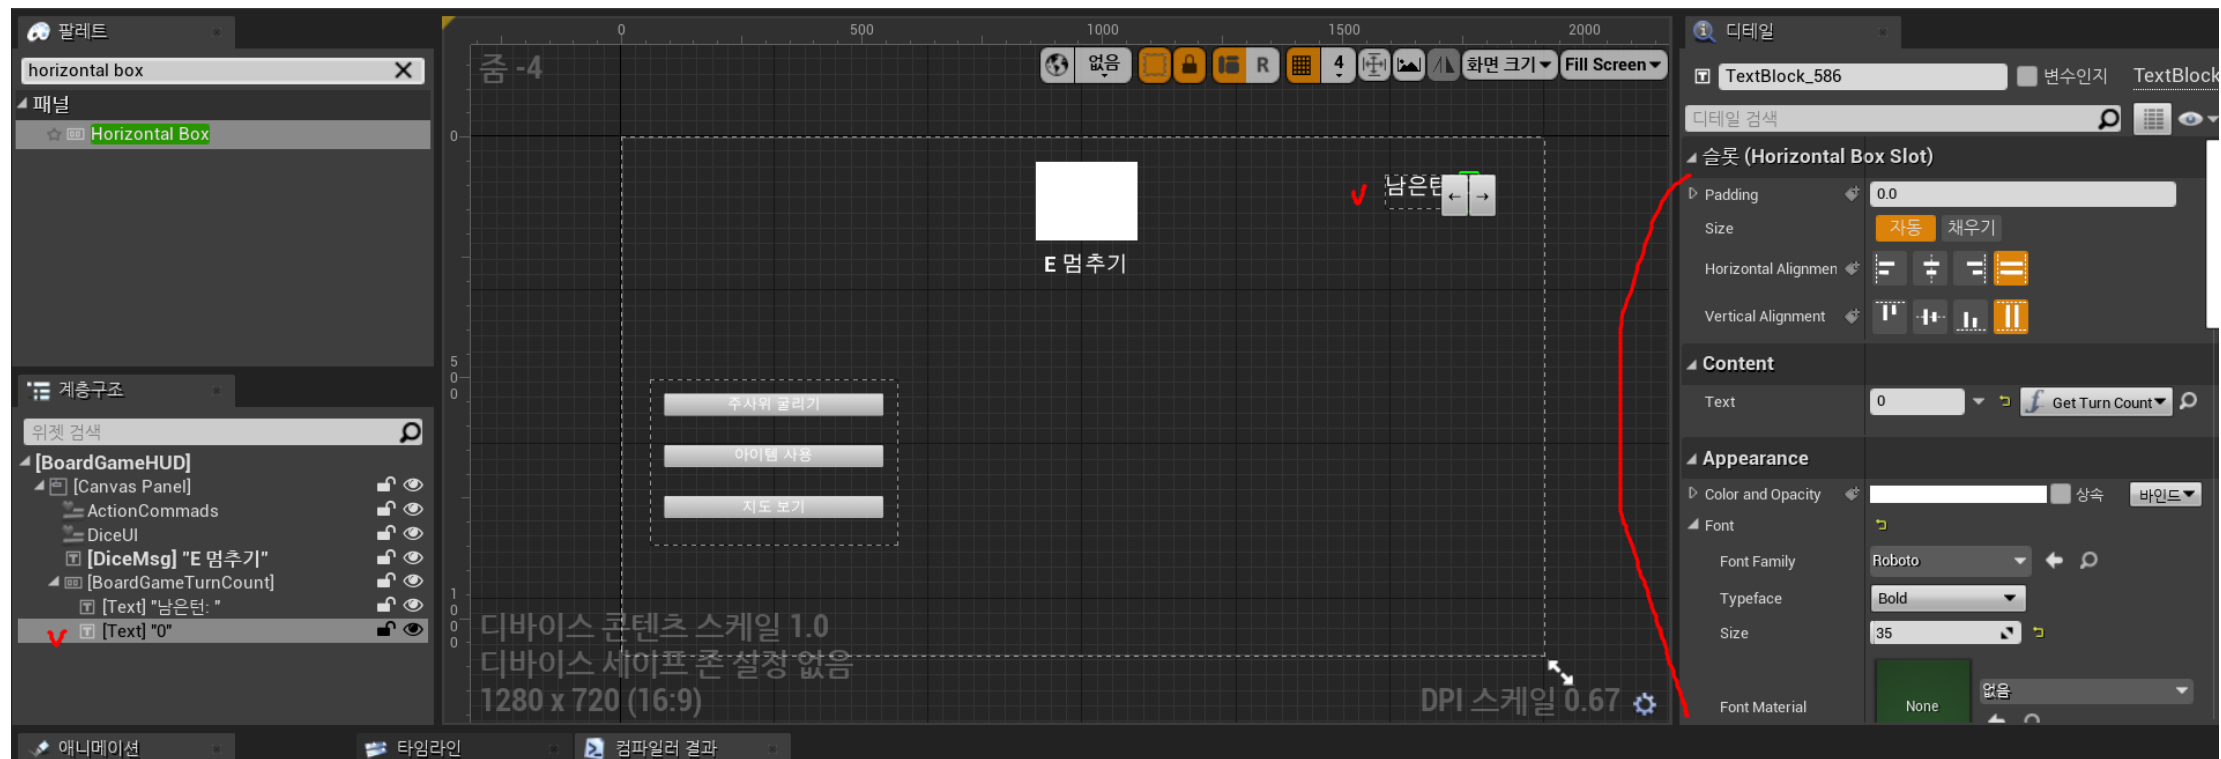 팔레트
horizontal box
패널
Horizontal Box
계층구조
위젯 검색
[BoardGameHUD]
[Canvas Panel]
ActionCommads
DiceUI
[DiceMsg] "E 멈추기"
[BoardGameTurnCount]
[Text] "남은턴: "
[Text] "0"
애니메이션
타임라인
컴파일러 결과
0 500 1000 1500 2000
줌 -4
없음
R
4
화면 크기
Fill Screen
0
5
0
0
1
0
0
0
남은턴
← →
E 멈추기
주사위 굴리기
아이템 사용
지도 보기
디바이스 콘텐츠 스케일 1.0
디바이스 세이프 존 설정 없음
1280 x 720 (16:9)
DPI 스케일 0.67
디테일
TextBlock_586
변수인지
TextBlock
디테일 검색
슬롯 (Horizontal Box Slot)
Padding 0.0
Size 자동 채우기
Horizontal Alignmen
Vertical Alignment
Content
Text 0 Get Turn Count
Appearance
Color and Opacity 상속 바인드
Font
Font Family Roboto
Typeface Bold
Size 35
Font Material None 없음